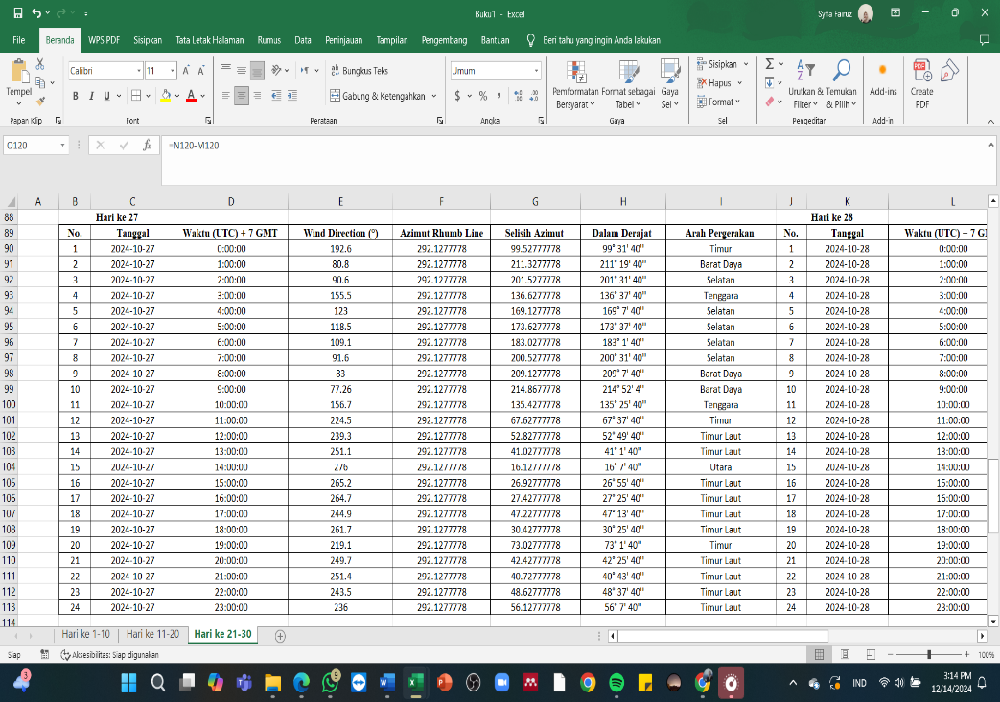 Buku1 - Excel
Syifa Fairuz
File Beranda WPS PDF Sisipkan Tata Letak Halaman Rumus Data Peninjauan Tampilan Pengembang Bantuan Beri tahu yang ingin Anda lakukan
Tempel
Papan Klip
Calibri 11
B I U
Font
Bungkus Teks
Gabung & Ketengahkan
Perataan
Umum
$ % ,
Angka
Pemformatan Bersyarat
Format sebagai Tabel
Gaya Sel
Gaya
Sisipkan
Hapus
Format
Sel
Urutkan & Filter
Temukan & Pilih
Pengeditan
Add-ins
Add-in
Create PDF
O120 fx =N120-M120
A B C D E F G H I J K L
88 Hari ke 27 Hari ke 28
89 No. Tanggal Waktu (UTC) + 7 GMT Wind Direction (°) Azimut Rhumb Line Selisih Azimut Dalam Derajat Arah Pergerakan No. Tanggal Waktu (UTC) + 7 G
90 1 2024-10-27 0:00:00 192.6 292.1277778 99.52777778 99° 31' 40" Timur 1 2024-10-28 0:00:00
91 2 2024-10-27 1:00:00 80.8 292.1277778 211.3277778 211° 19' 40" Barat Daya 2 2024-10-28 1:00:00
92 3 2024-10-27 2:00:00 90.6 292.1277778 201.5277778 201° 31' 40" Selatan 3 2024-10-28 2:00:00
93 4 2024-10-27 3:00:00 155.5 292.1277778 136.6277778 136° 37' 40" Tenggara 4 2024-10-28 3:00:00
94 5 2024-10-27 4:00:00 123 292.1277778 169.1277778 169° 7' 40" Selatan 5 2024-10-28 4:00:00
95 6 2024-10-27 5:00:00 118.5 292.1277778 173.6277778 173° 37' 40" Selatan 6 2024-10-28 5:00:00
96 7 2024-10-27 6:00:00 109.1 292.1277778 183.0277778 183° 1' 40" Selatan 7 2024-10-28 6:00:00
97 8 2024-10-27 7:00:00 91.6 292.1277778 200.5277778 200° 31' 40" Selatan 8 2024-10-28 7:00:00
98 9 2024-10-27 8:00:00 83 292.1277778 209.1277778 209° 7' 40" Barat Daya 9 2024-10-28 8:00:00
99 10 2024-10-27 9:00:00 77.26 292.1277778 214.8677778 214° 52' 4" Barat Daya 10 2024-10-28 9:00:00
100 11 2024-10-27 10:00:00 156.7 292.1277778 135.4277778 135° 25' 40" Tenggara 11 2024-10-28 10:00:00
101 12 2024-10-27 11:00:00 224.5 292.1277778 67.62777778 67° 37' 40" Timur 12 2024-10-28 11:00:00
102 13 2024-10-27 12:00:00 239.3 292.1277778 52.82777778 52° 49' 40" Timur Laut 13 2024-10-28 12:00:00
103 14 2024-10-27 13:00:00 251.1 292.1277778 41.02777778 41° 1' 40" Timur Laut 14 2024-10-28 13:00:00
104 15 2024-10-27 14:00:00 276 292.1277778 16.12777778 16° 7' 40" Utara 15 2024-10-28 14:00:00
105 16 2024-10-27 15:00:00 265.2 292.1277778 26.92777778 26° 55' 40" Timur Laut 16 2024-10-28 15:00:00
106 17 2024-10-27 16:00:00 264.7 292.1277778 27.42777778 27° 25' 40" Timur Laut 17 2024-10-28 16:00:00
107 18 2024-10-27 17:00:00 244.9 292.1277778 47.22777778 47° 13' 40" Timur Laut 18 2024-10-28 17:00:00
108 19 2024-10-27 18:00:00 261.7 292.1277778 30.42777778 30° 25' 40" Timur Laut 19 2024-10-28 18:00:00
109 20 2024-10-27 19:00:00 219.1 292.1277778 73.02777778 73° 1' 40" Timur 20 2024-10-28 19:00:00
110 21 2024-10-27 20:00:00 249.7 292.1277778 42.42777778 42° 25' 40" Timur Laut 21 2024-10-28 20:00:00
111 22 2024-10-27 21:00:00 251.4 292.1277778 40.72777778 40° 43' 40" Timur Laut 22 2024-10-28 21:00:00
112 23 2024-10-27 22:00:00 243.5 292.1277778 48.62777778 48° 37' 40" Timur Laut 23 2024-10-28 22:00:00
113 24 2024-10-27 23:00:00 236 292.1277778 56.12777778 56° 7' 40" Timur Laut 24 2024-10-28 23:00:00
114
Hari ke 1-10 Hari ke 11-20 Hari ke 21-30
Siap Aksesibilitas: Siap digunakan 100%
3 9 IND 3:14 PM
12/14/2024